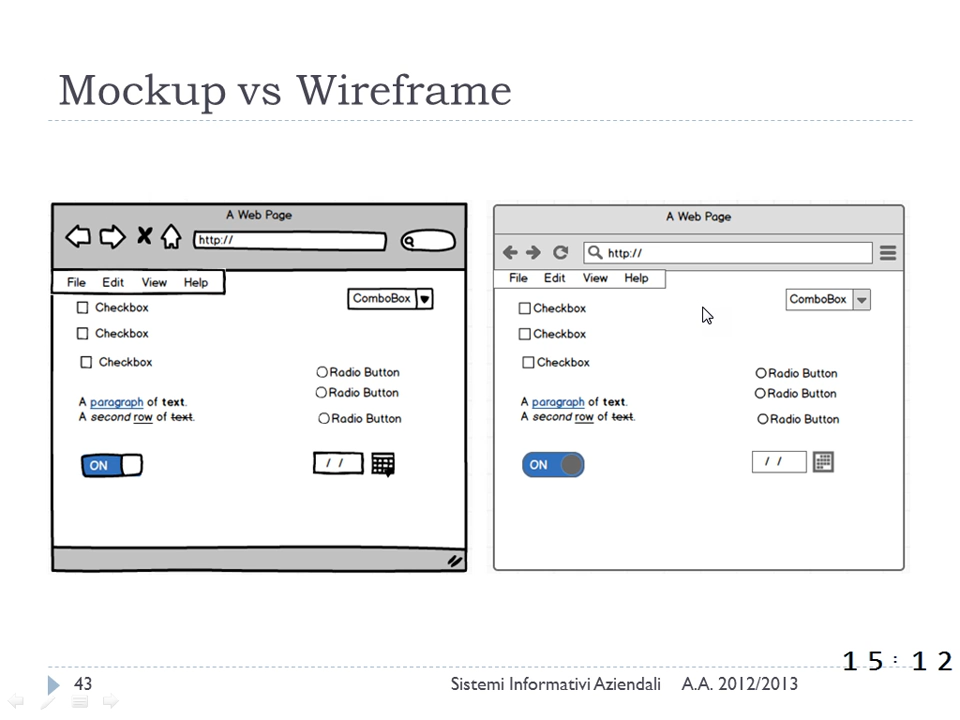 Mockup vs Wireframe
A Web Page
http://
File Edit View Help
ComboBox
Checkbox
Checkbox
Checkbox
Radio Button
Radio Button
Radio Button
A paragraph of text.
A second row of text.
ON
/ /
A Web Page
http://
File Edit View Help
ComboBox
Checkbox
Checkbox
Checkbox
Radio Button
Radio Button
Radio Button
A paragraph of text.
A second row of text.
ON
/ /
15:12
43 Sistemi Informativi Aziendali A.A. 2012/2013